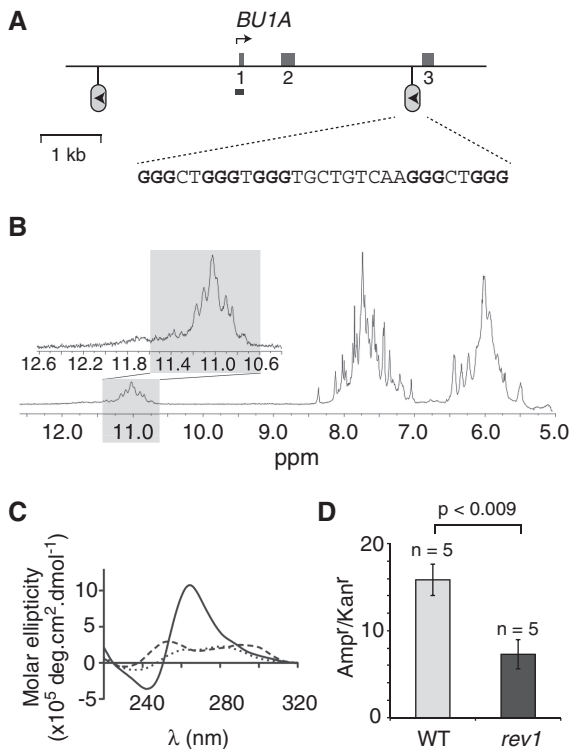 A
BU1A
1
2
3
1 kb
GGGCTGGGTGGGTGCTGTCAAGGGCTGGG
B
12.6 12.2 11.8 11.4 11.0 10.6
12.0 11.0 10.0 9.0 8.0 7.0 6.0 5.0
ppm
C
Molar ellipticity
(x10⁵ deg.cm².dmol⁻¹)
10
5
0
-5
240 280 320
λ (nm)
D
p < 0.009
n = 5
n = 5
Ampʳ/Kanʳ
20
10
0
WT rev1